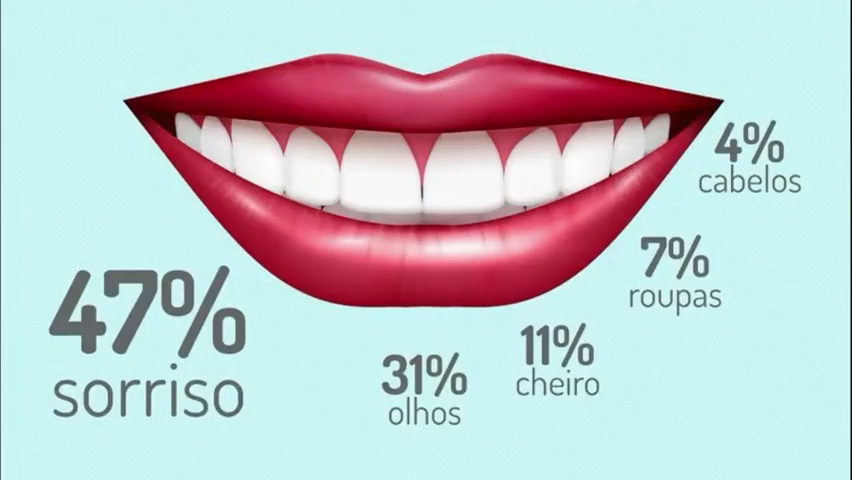 47%
sorriso
31%
olhos
11%
cheiro
7%
roupas
4%
cabelos